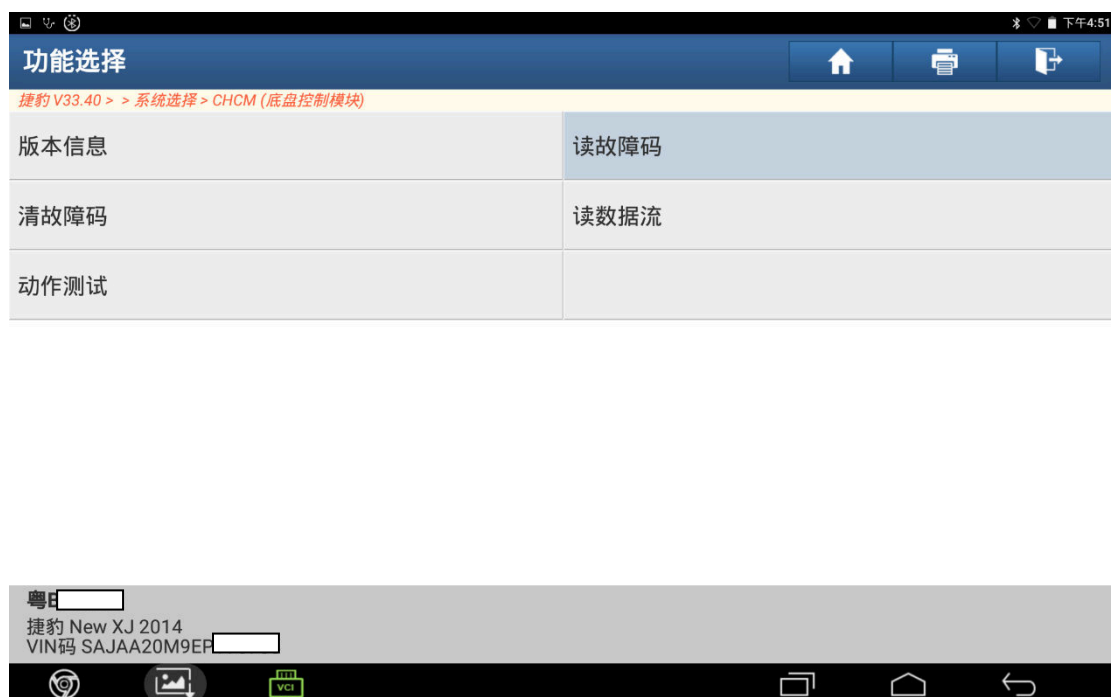 下午4:51
功能选择
捷豹 V33.40 > > 系统选择 > CHCM (底盘控制模块)
版本信息
读故障码
清故障码
读数据流
动作测试
粤B
捷豹 New XJ 2014
VIN码 SAJAA20M9EP
VCI